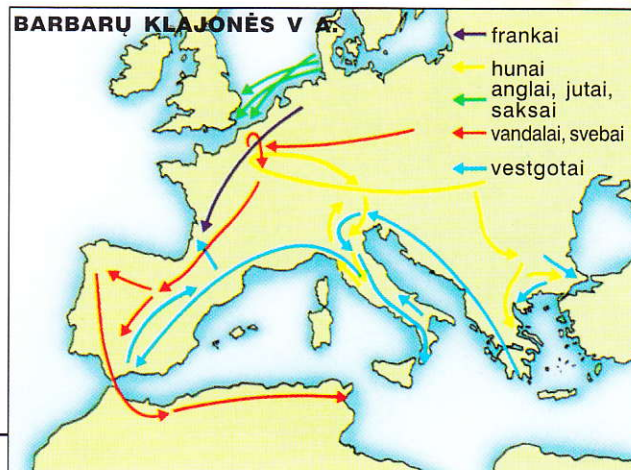 BARBARŲ KLAJONĖS V A.
frankai
hunai
anglai, jutai,
saksai
vandalai, svebai
vestgotai